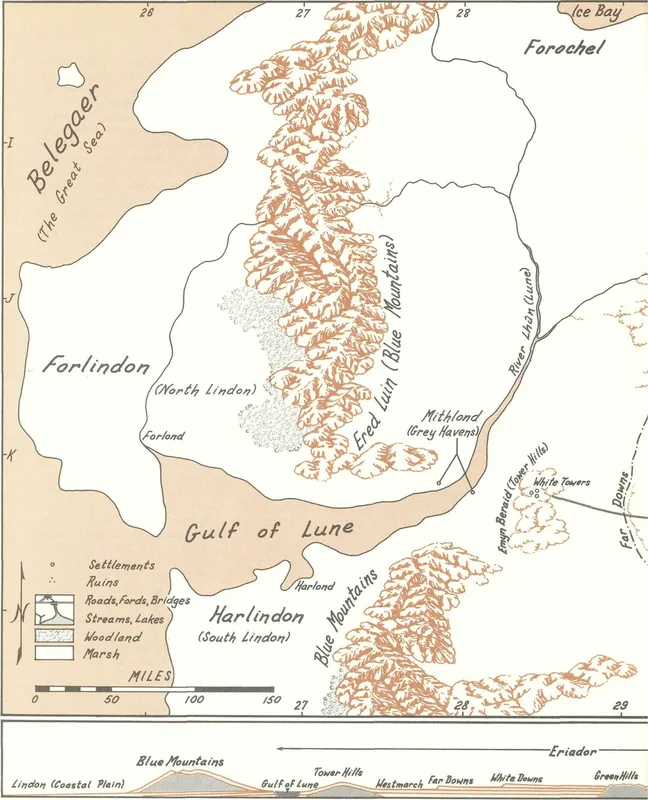 26
27
28
Ice Bay
Forochel
I
Belegaer
(The Great Sea)
J
Forlindon
(North Lindon)
Ered Luin (Blue Mountains)
River Lhûn (Lune)
Mithlond
(Grey Havens)
Forlond
K
Emyn Beraid (Tower Hills)
White Towers
Far Downs
Gulf of Lune
Harlond
Harlindon
(South Lindon)
Blue Mountains
N
Settlements
Ruins
Roads, Fords, Bridges
Streams, Lakes
Woodland
Marsh
MILES
0 50 100 150
27
28
29
Eriador
Blue Mountains
Lindon (Coastal Plain)
Gulf of Lune
Tower Hills
Westmarch
Far Downs
White Downs
Green Hills